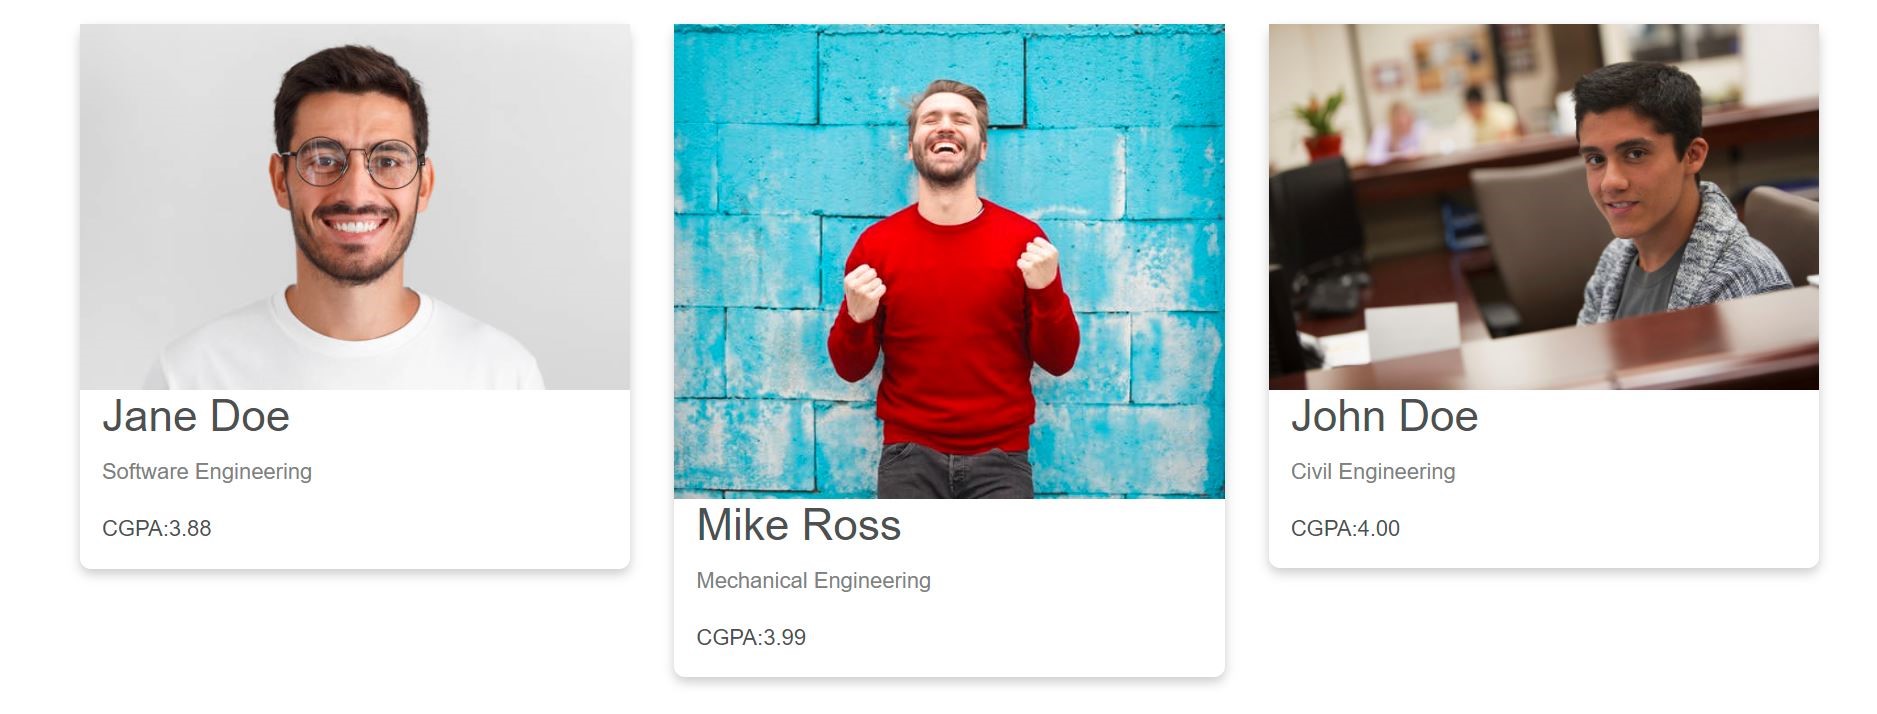 Jane Doe
Software Engineering
CGPA:3.88
Mike Ross
Mechanical Engineering
CGPA:3.99
John Doe
Civil Engineering
CGPA:4.00